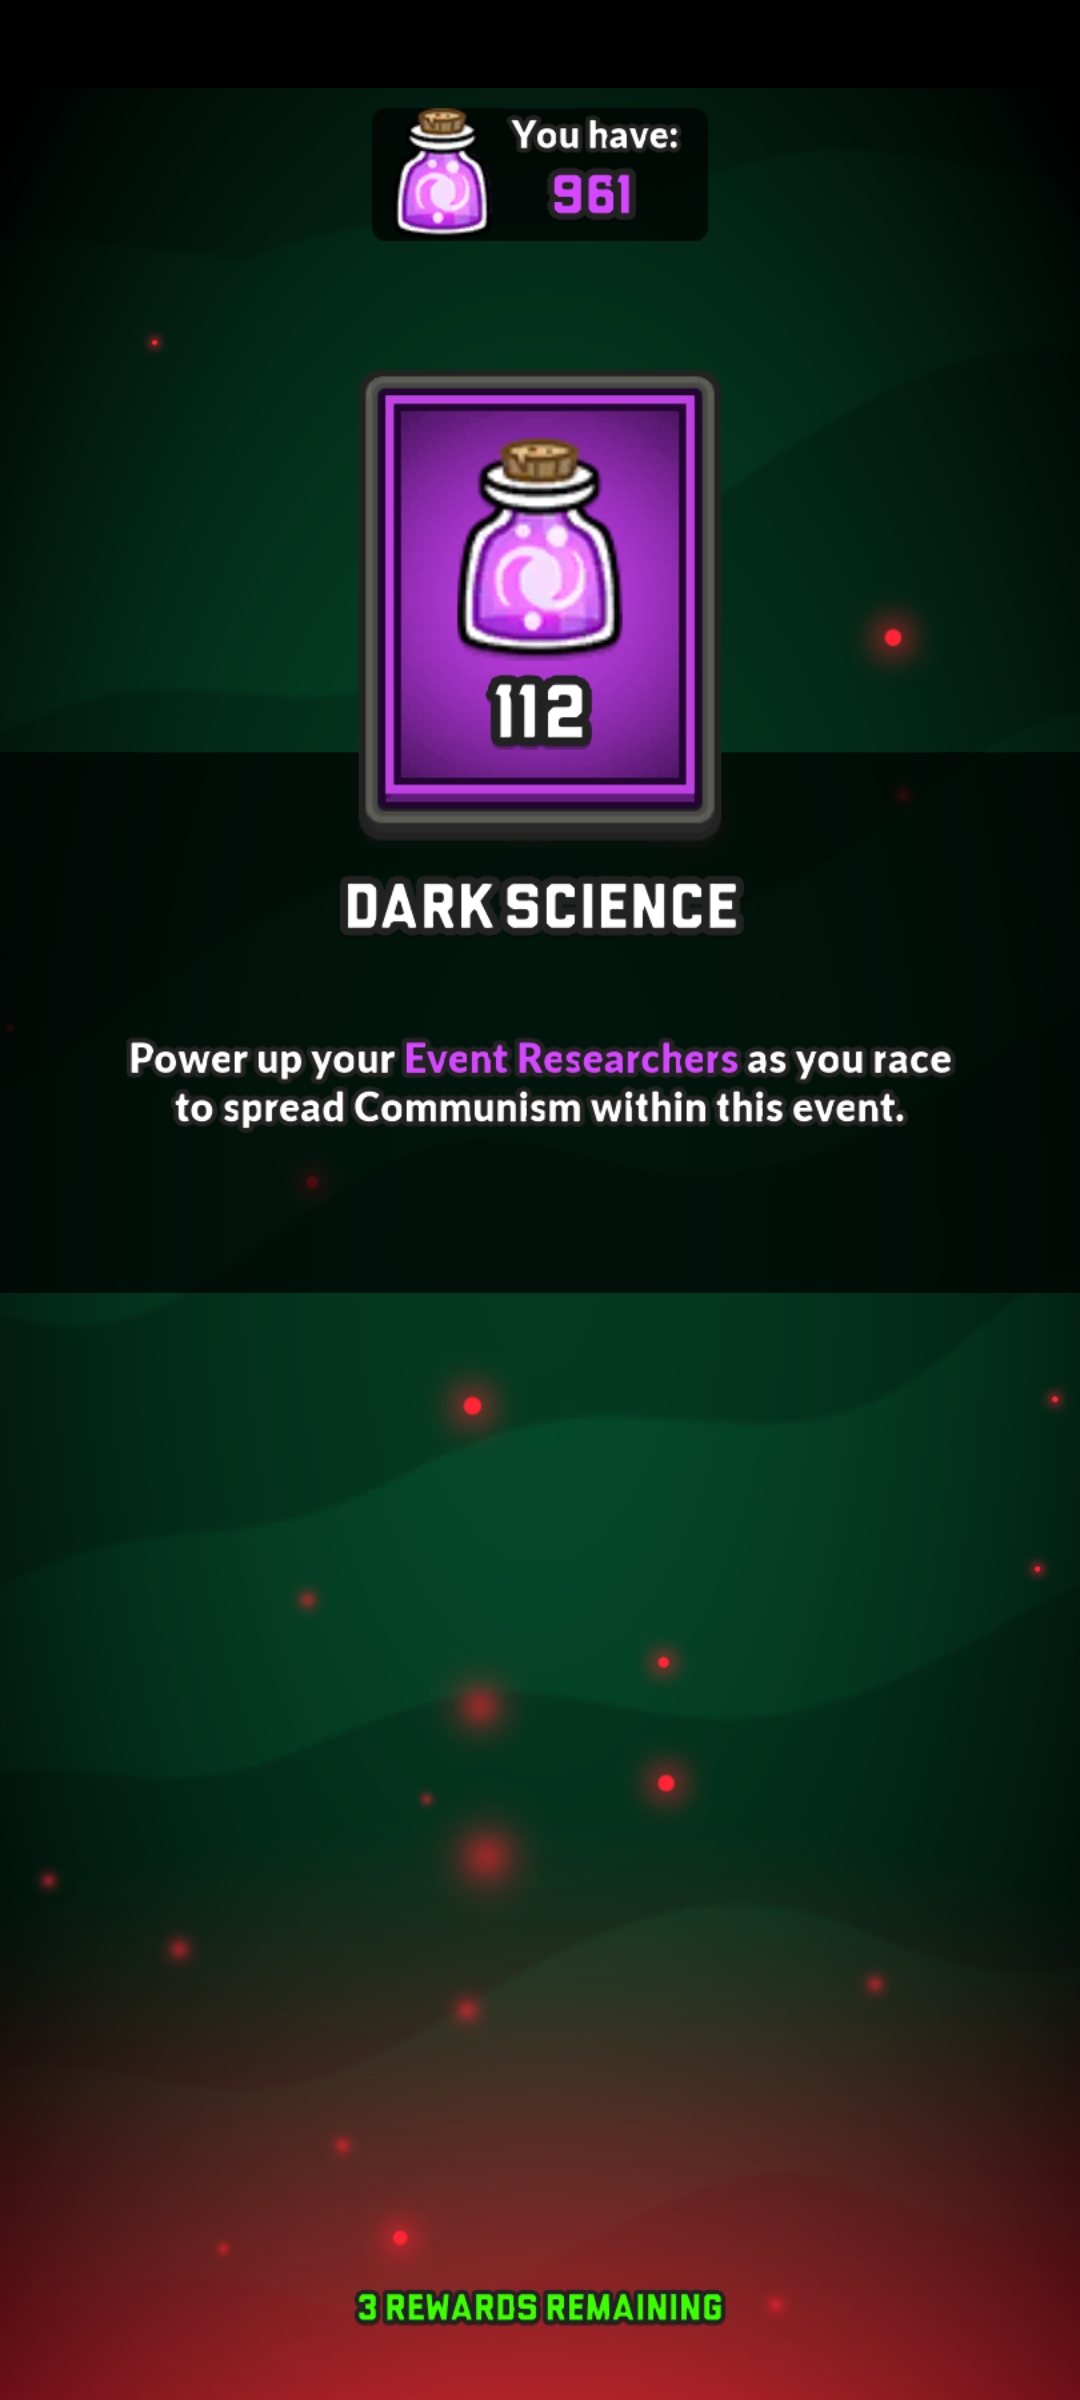 You have:
961
112
DARK SCIENCE
Power up your Event Researchers as you race
to spread Communism within this event.
3 REWARDS REMAINING